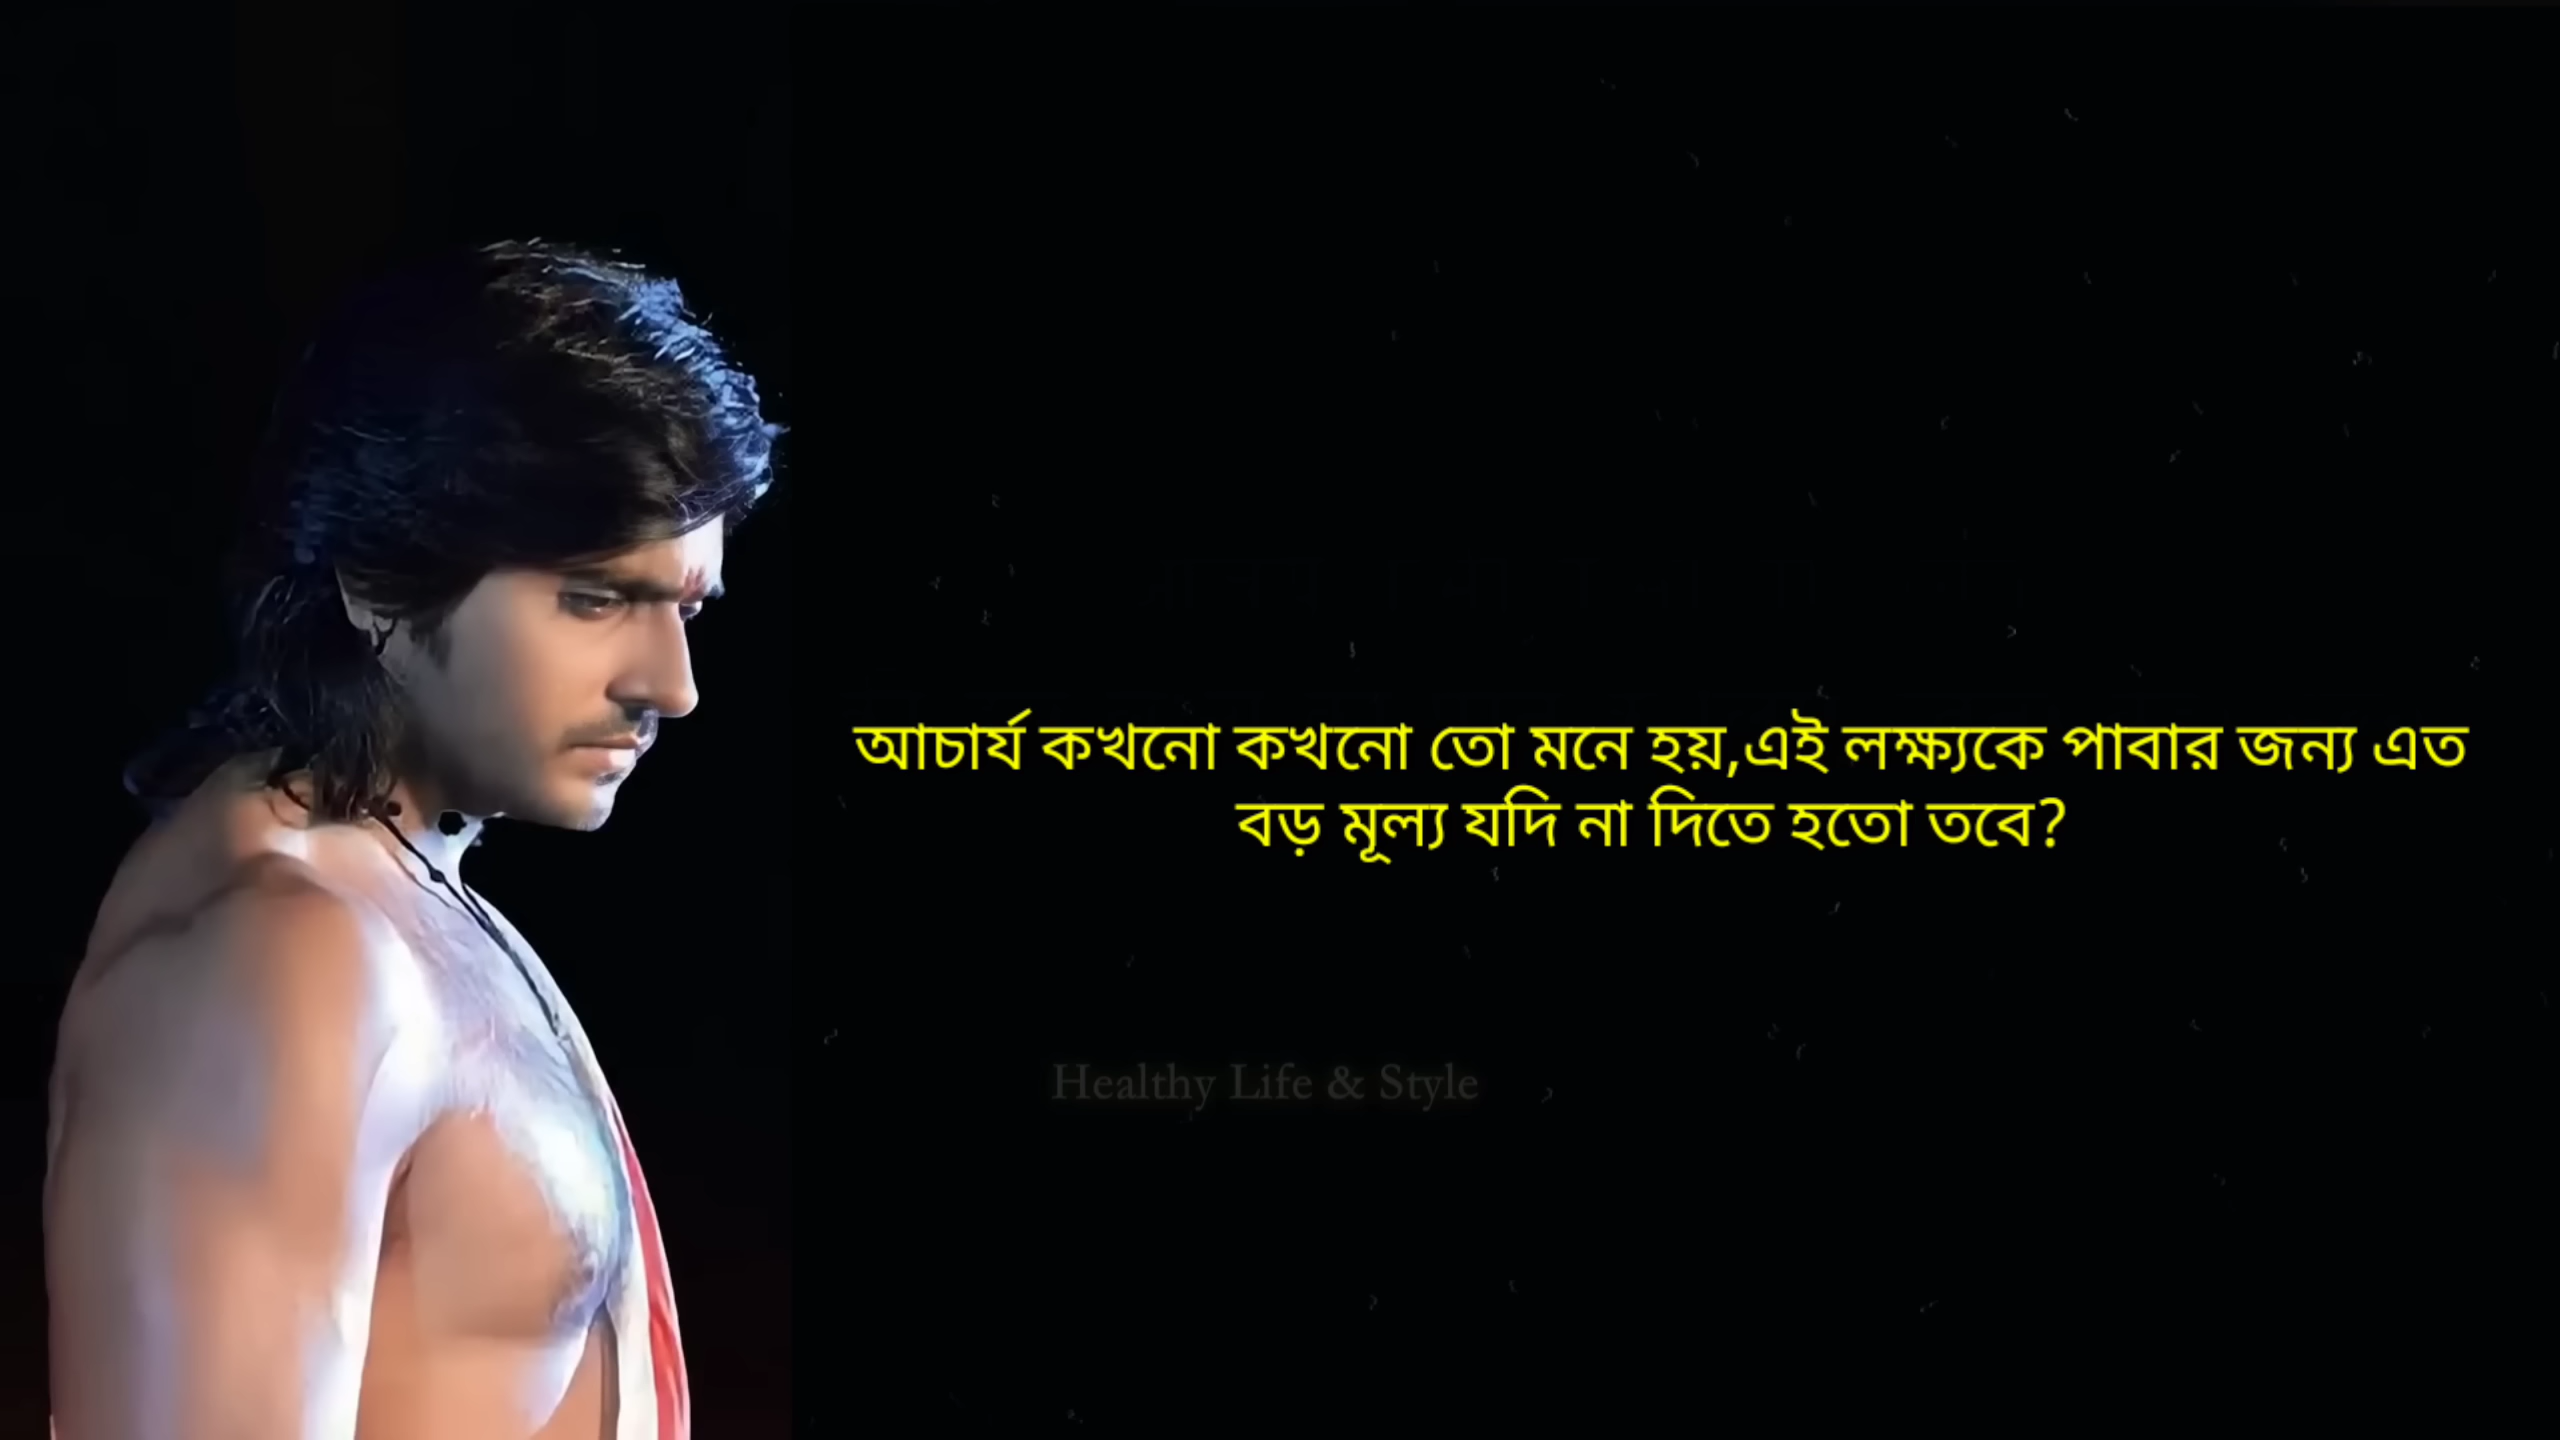 আচার্য কখনো কখনো তো মনে হয়,এই লক্ষ্যকে পাবার জন্য এত
বড় মূল্য যদি না দিতে হতো তবে?
Healthy Life & Style